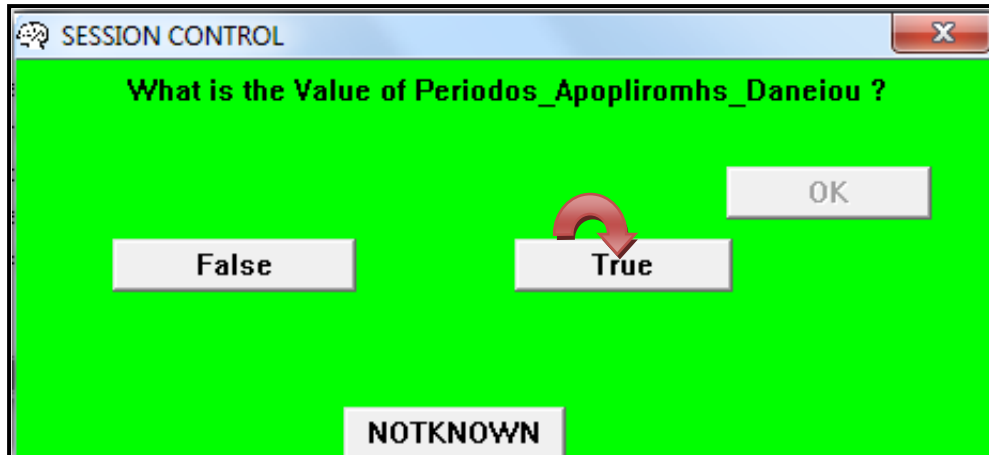 SESSION CONTROL
What is the Value of Periodos_Apopliromhs_Daneiou ?
OK
False True
NOTKNOWN